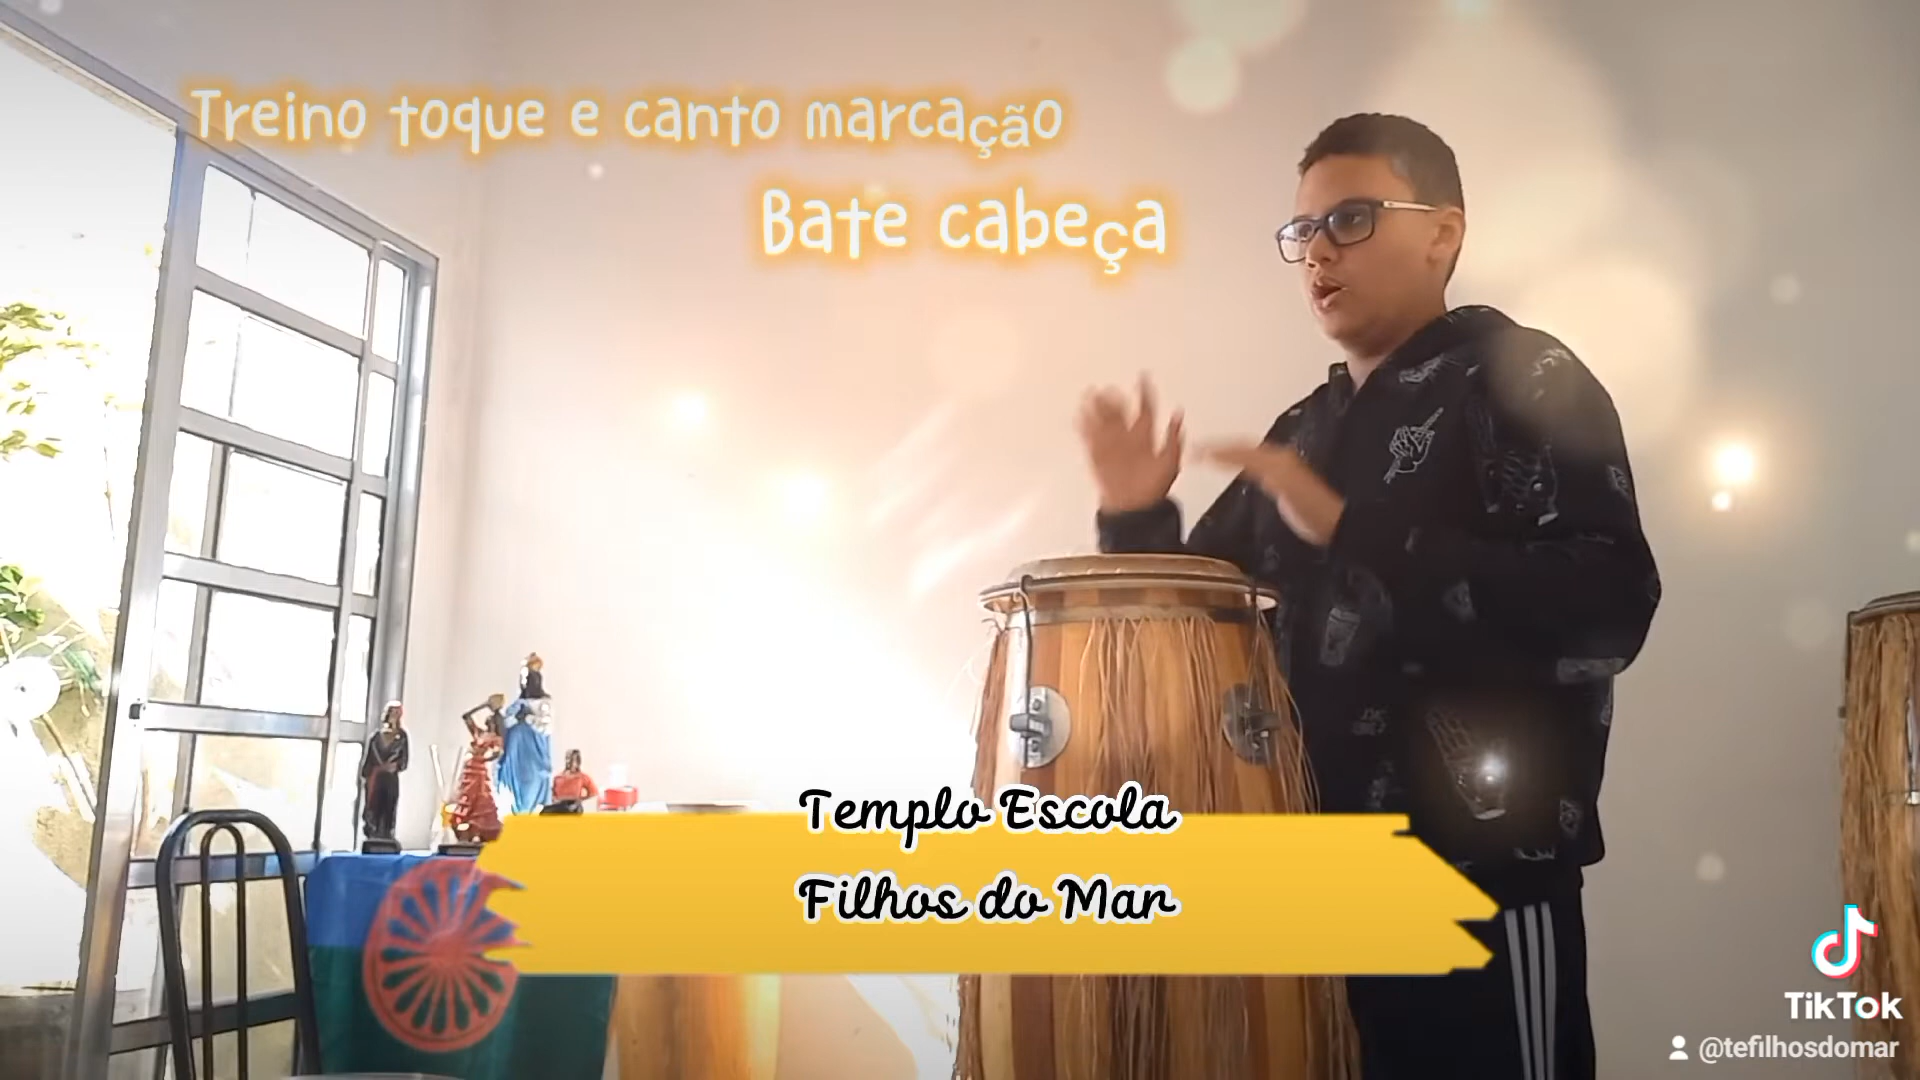 Treino toque e canto marcação
Bate cabeça
Templo Escola
Filhos do Mar
TikTok
@tefilhosdomar